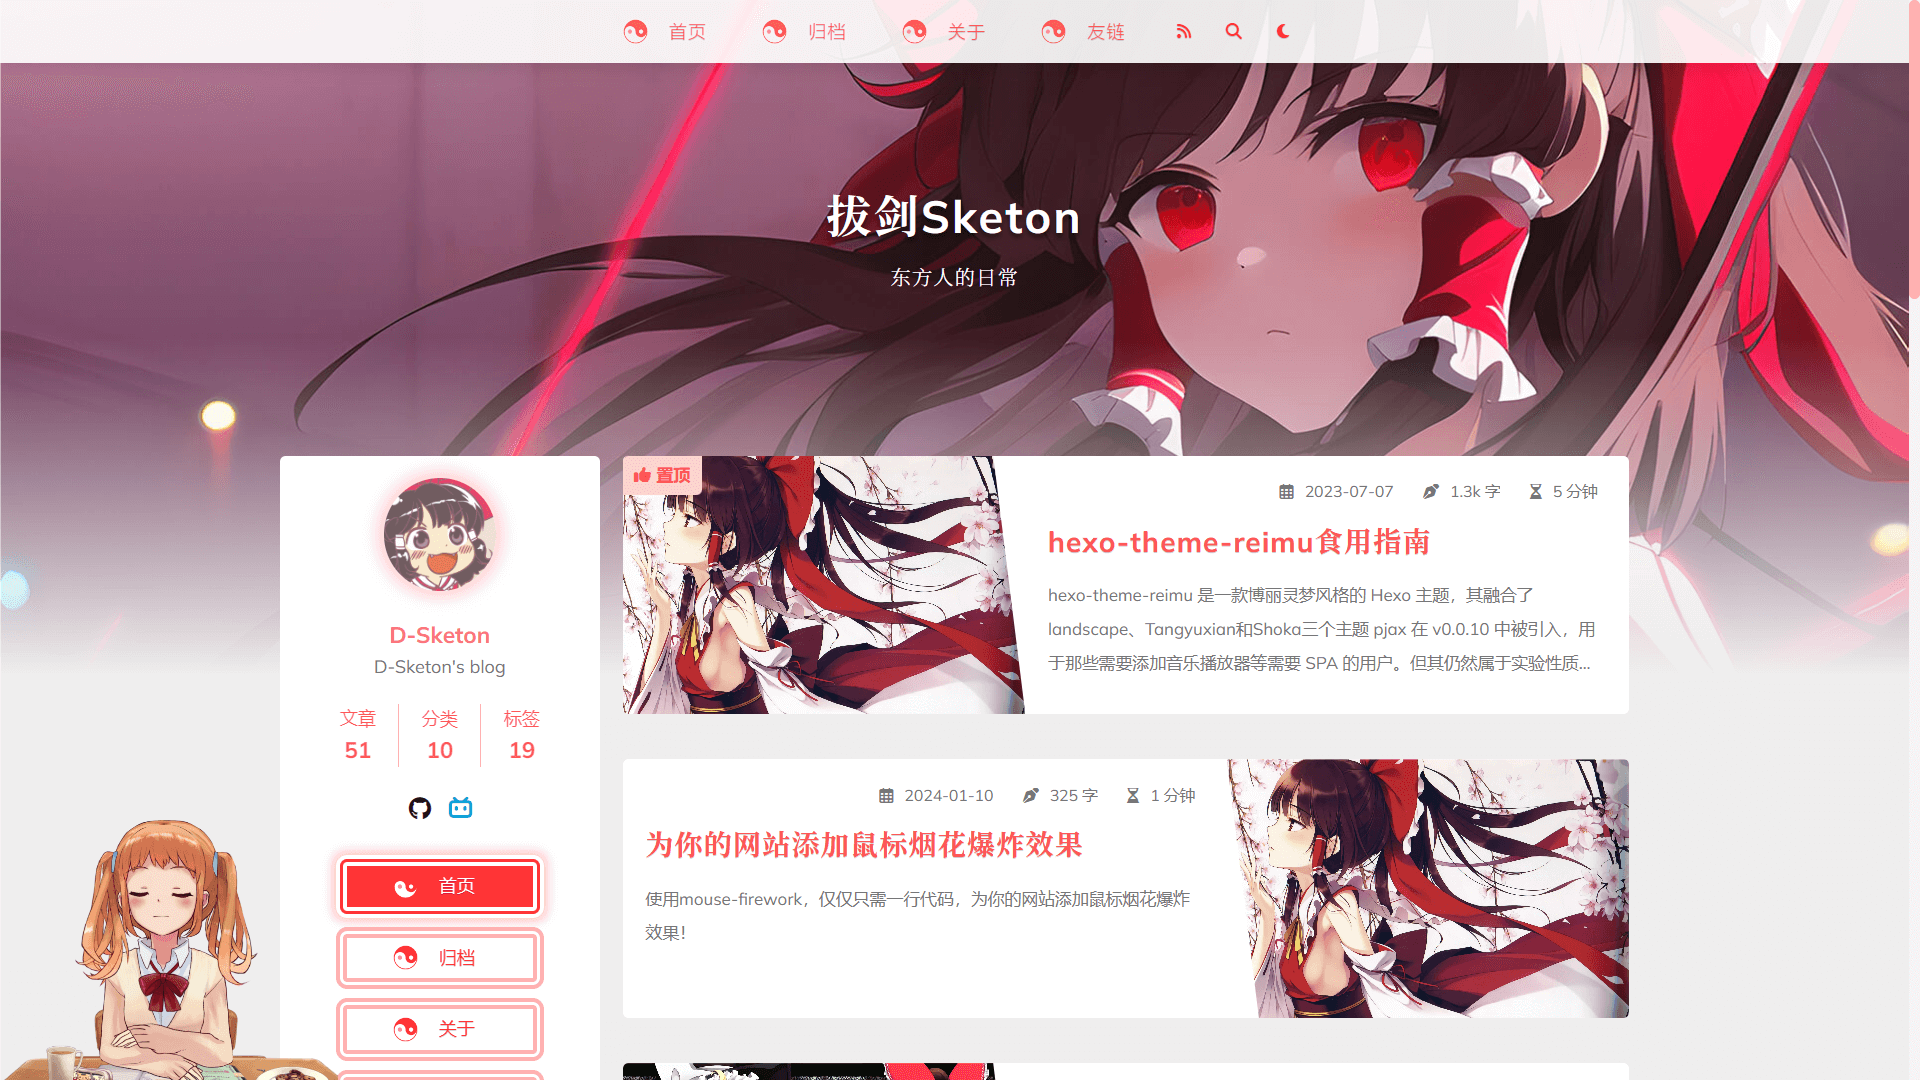 首页 归档 关于 友链
拔剑Sketon
东方人的日常
置顶
2023-07-07 1.3k 字 5 分钟
hexo-theme-reimu食用指南
hexo-theme-reimu 是一款博丽灵梦风格的 Hexo 主题，其融合了
landscape、Tangyuxian和Shoka三个主题 pjax 在 v0.0.10 中被引入，用
于那些需要添加音乐播放器等需要 SPA 的用户。但其仍然属于实验性质...
D-Sketon
D-Sketon's blog
文章 分类 标签
51 10 19
首页
归档
关于
2024-01-10 325 字 1 分钟
为你的网站添加鼠标烟花爆炸效果
使用mouse-firework，仅仅只需一行代码，为你的网站添加鼠标烟花爆炸
效果！